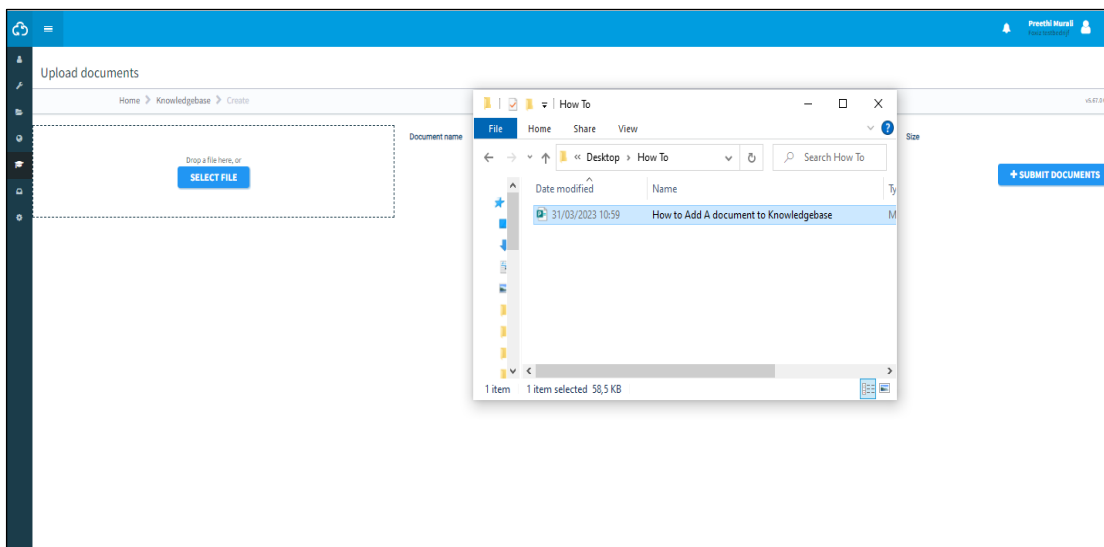 Preethi Murali
Upload documents
Home Knowledgebase Create
Drop a file here, or
SELECT FILE
Document name
Size
+ SUBMIT DOCUMENTS
How To
File Home Share View
« Desktop › How To
Search How To
Date modified Name Ty
31/03/2023 10:59 How to Add A document to Knowledgebase M
1 item 1 item selected 58,5 KB